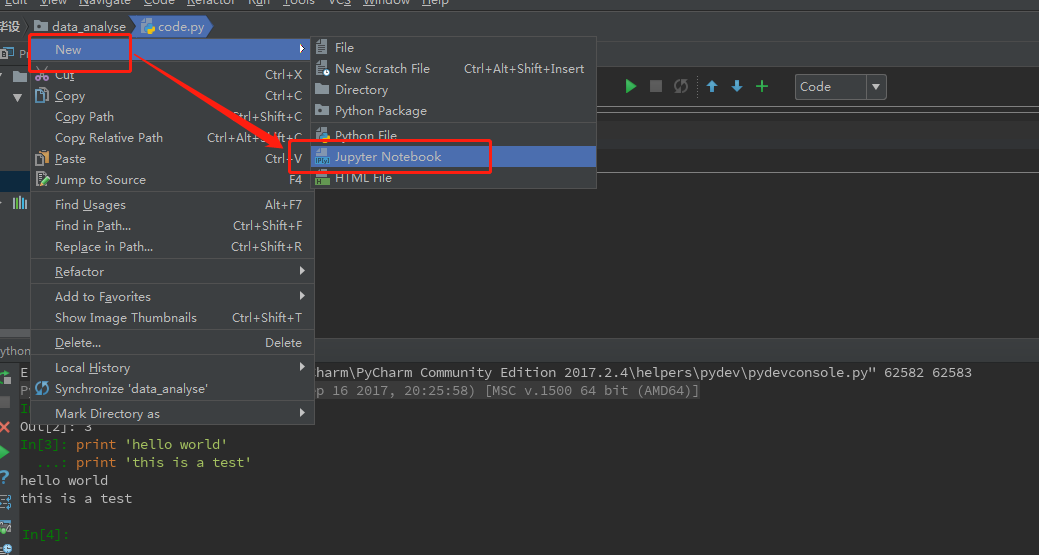 Edit View Navigate Code Refactor Run Tools VCS Window Help
毕设 data_analyse code.py
New
Cut Ctrl+X
Copy Ctrl+C
Copy Path Ctrl+Shift+C
Copy Relative Path Ctrl+Alt+Shift+C
Paste Ctrl+V
Jump to Source F4
Find Usages Alt+F7
Find in Path... Ctrl+Shift+F
Replace in Path... Ctrl+Shift+R
Refactor
Add to Favorites
Show Image Thumbnails Ctrl+Shift+T
Delete... Delete
Local History
Synchronize 'data_analyse'
Mark Directory as
File
New Scratch File Ctrl+Alt+Shift+Insert
Directory
Python Package
Python File
Jupyter Notebook
HTML File
Code
ython
E harm\PyCharm Community Edition 2017.2.4\helpers\pydev\pydevconsole.py" 62582 62583
Py p 16 2017, 20:25:58) [MSC v.1500 64 bit (AMD64)]
In
Out[2]: 3
In[3]: print 'hello world'
...: print 'this is a test'
hello world
this is a test
In[4]: